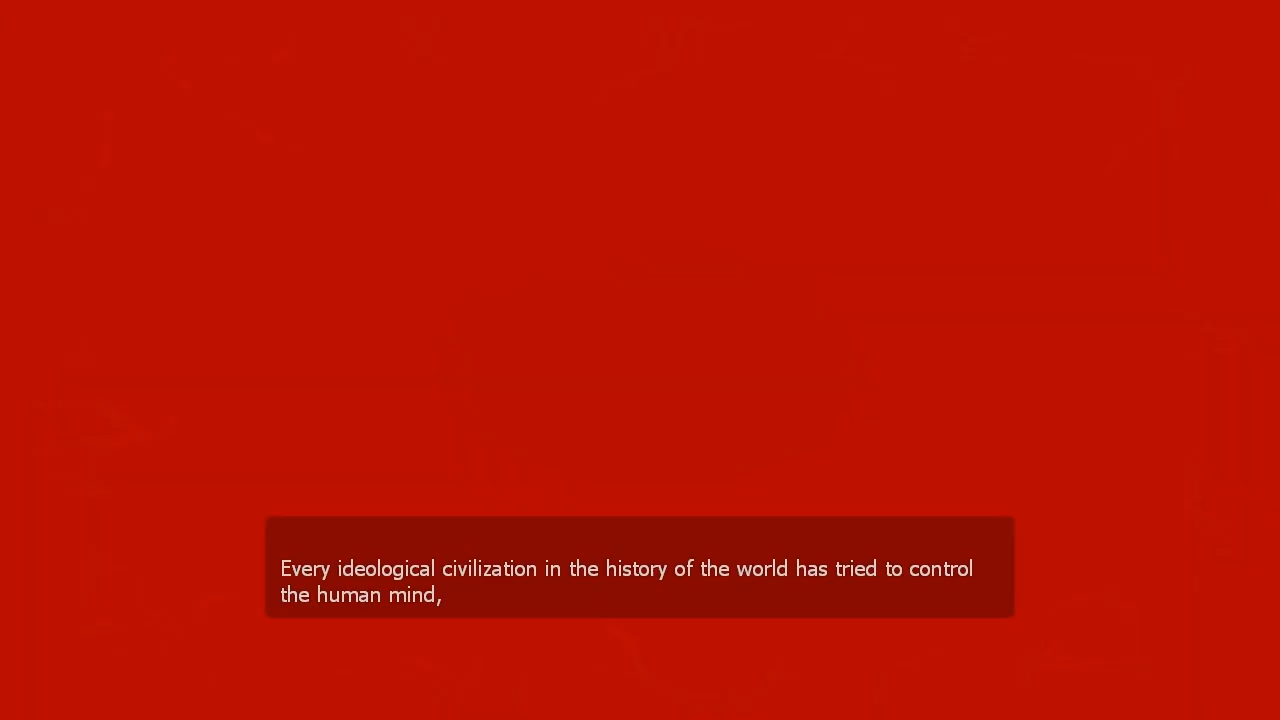 Every ideological civilization in the history of the world has tried to control
the human mind,